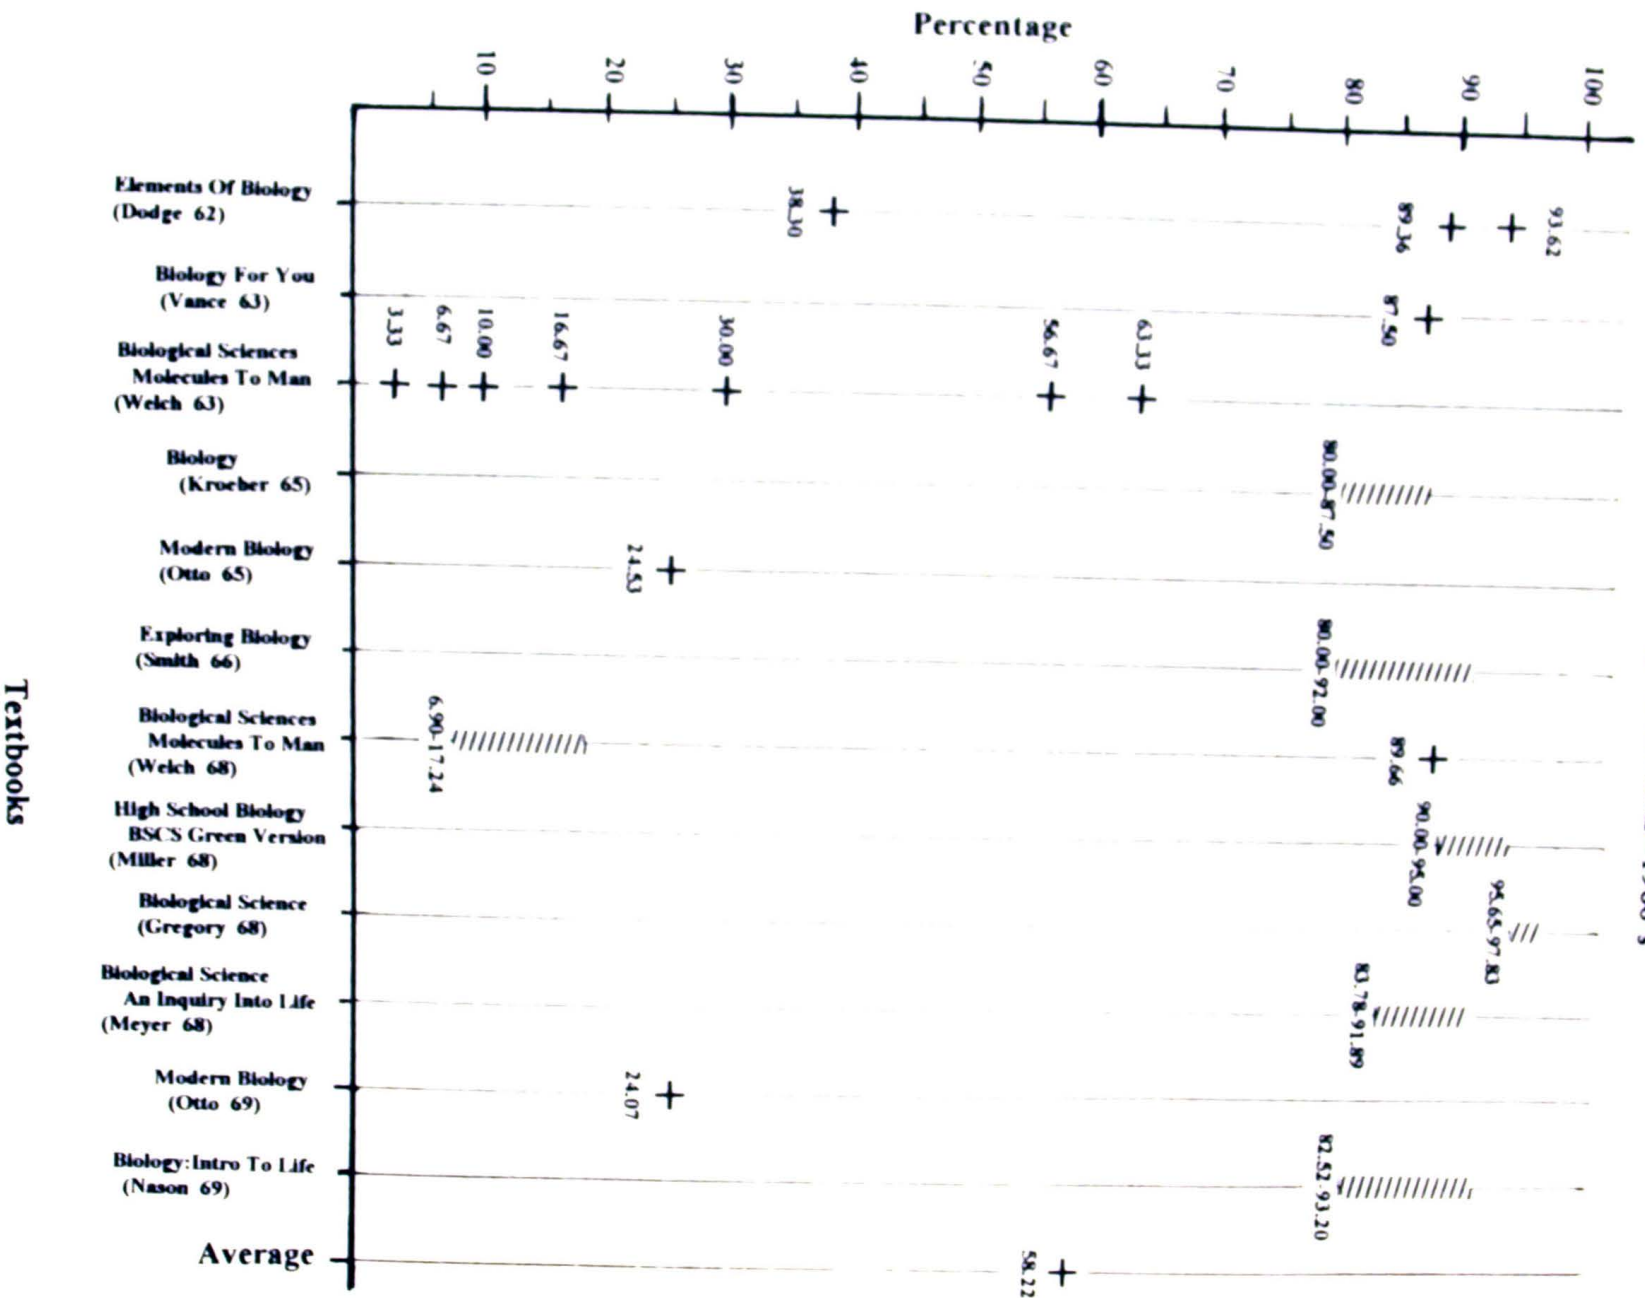 Percentage
10
20
30
40
50
60
70
80
90
100
Elements Of Biology
(Dodge 62)
38.30
89.36
93.62
Biology For You
(Vance 63)
87.50
Biological Sciences
Molecules To Man
(Welch 63)
3.33
6.67
10.00
16.67
30.00
56.67
63.33
Biology
(Kroeber 65)
80.00-87.50
Modern Biology
(Otto 65)
24.53
Exploring Biology
(Smith 66)
80.00-92.00
Biological Sciences
Molecules To Man
(Welch 68)
6.90-17.24
89.66
High School Biology
BSCS Green Version
(Miller 68)
90.00-95.00
Biological Science
(Gregory 68)
95.65-97.83
Biological Science
An Inquiry Into Life
(Meyer 68)
83.78-91.89
Modern Biology
(Otto 69)
24.07
Biology:Intro To Life
(Nason 69)
82.52-93.20
Average
58.22
Textbooks